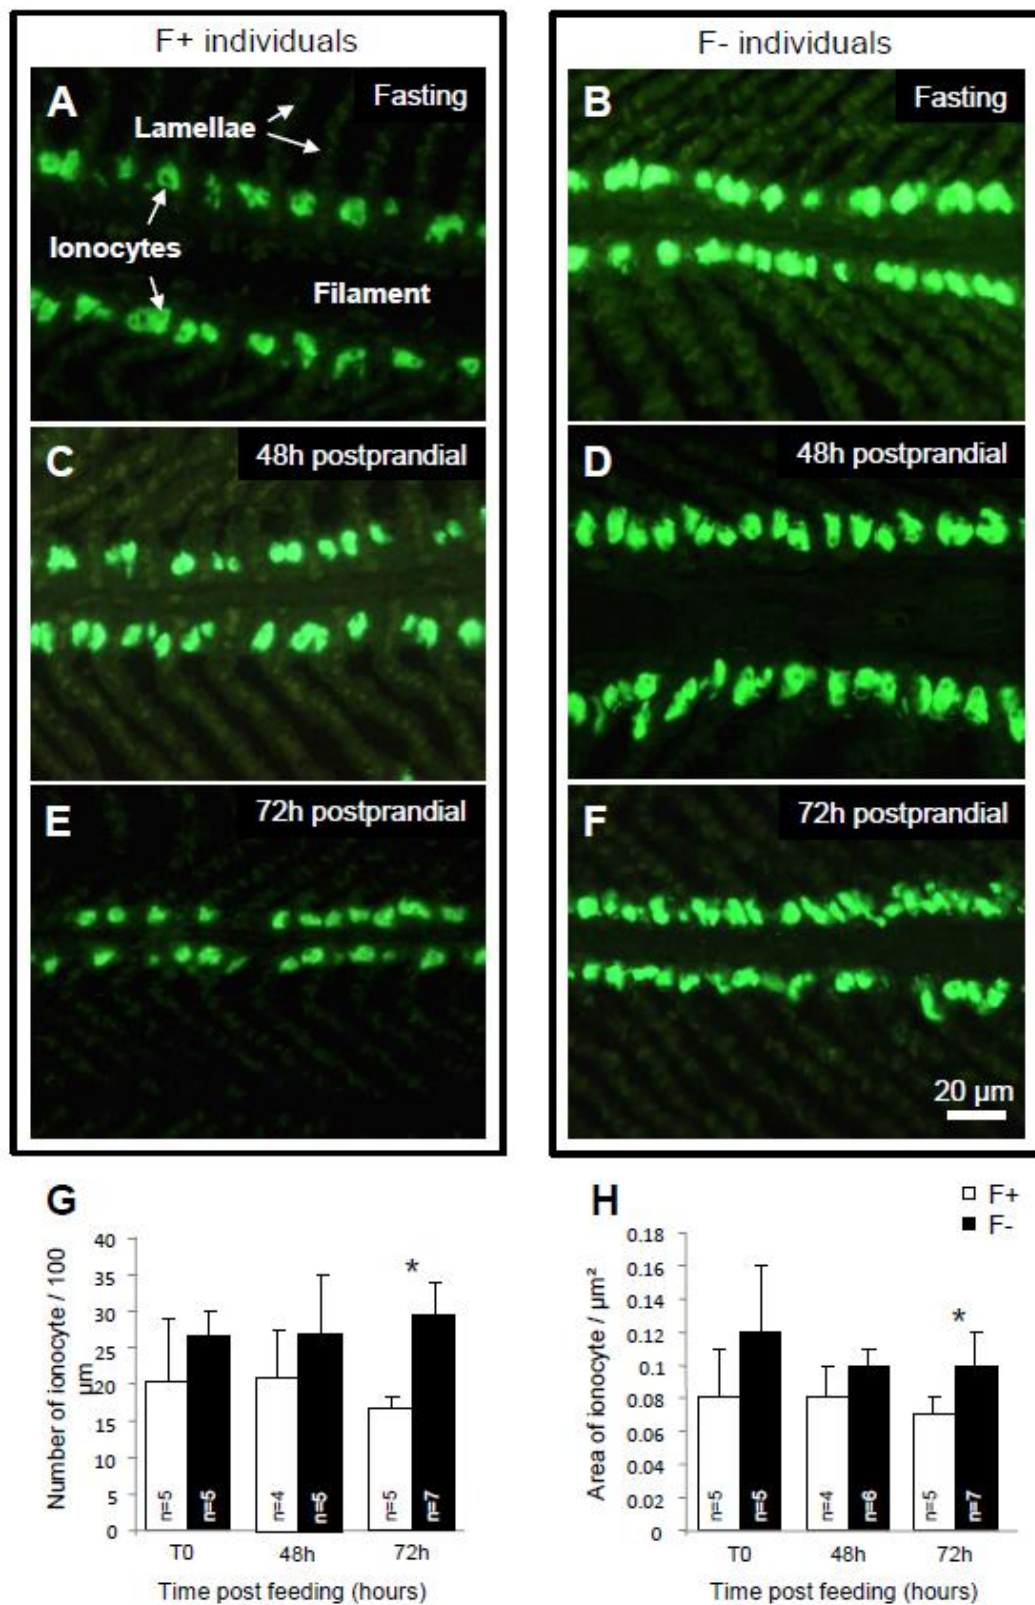 F+ individuals
F- individuals
A
Fasting
Lamellae
Ionocytes
Filament
B
Fasting
C
48h postprandial
D
48h postprandial
E
72h postprandial
F
72h postprandial
20 µm
G
Number of ionocyte / 100
µm
40
35
30
25
20
15
10
5
0
n=5
n=5
n=4
n=5
n=5
*
n=7
T0
48h
72h
Time post feeding (hours)
H
F+
F-
Area of ionocyte / µm²
0.18
0.16
0.14
0.12
0.1
0.08
0.06
0.04
0.02
0
n=5
n=5
n=4
n=6
n=5
*
n=7
T0
48h
72h
Time post feeding (hours)